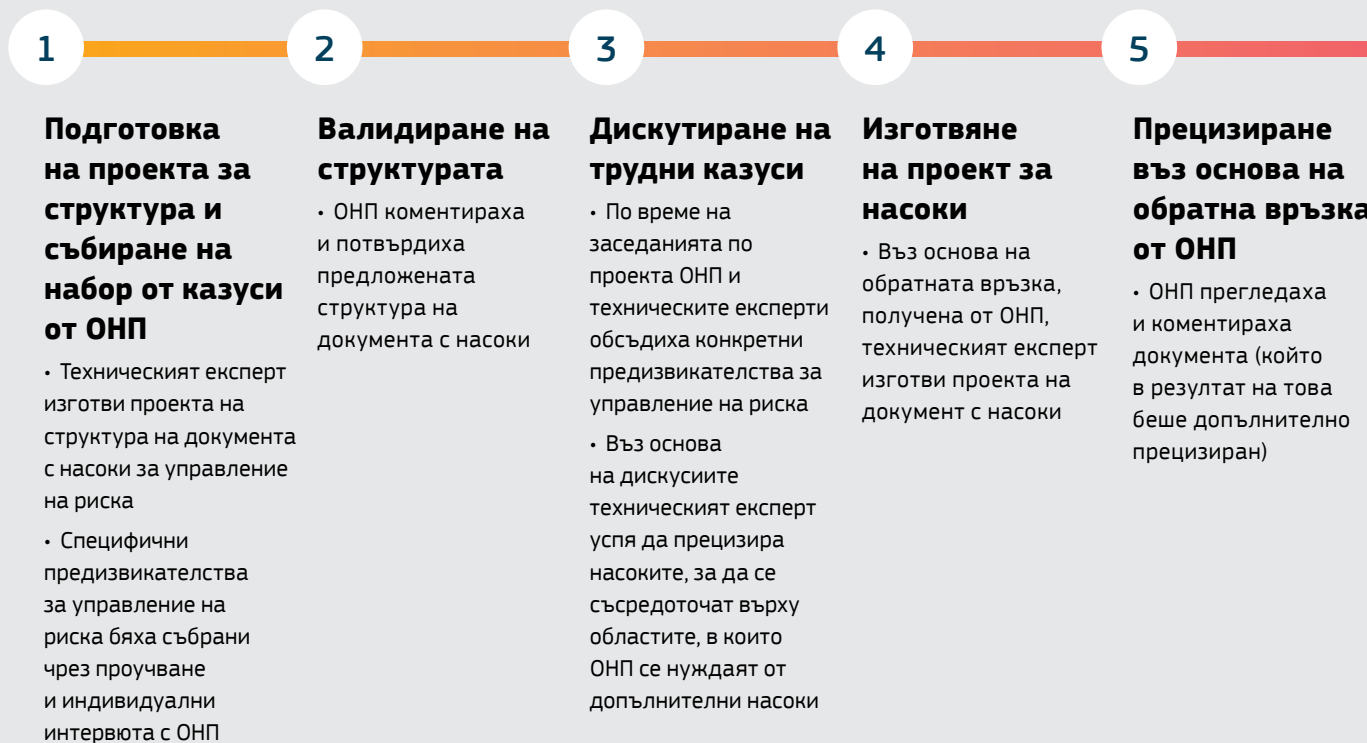 1
Подготовка
на проекта за
структура и
събиране на
набор от казуси
от ОНП
• Техническият експерт
изготви проекта на
структура на документа
с насоки за управление
на риска
• Специфични
предизвикателства
за управление на
риска бяха събрани
чрез проучване
и индивидуални
интервюта с ОНП
2
Валидиране на
структурата
• ОНП коментираха
и потвърдиха
предложената
структура на
документа с насоки
3
Дискутиране на
трудни казуси
• По време на
заседанията по
проекта ОНП и
техническите експерти
обсъдиха конкретни
предизвикателства за
управление на риска
• Въз основа
на дискусиите
техническият експерт
успя да прецизира
насоките, за да се
съсредоточат върху
областите, в които
ОНП се нуждаят от
допълнителни насоки
4
Изготвяне
на проект за
насоки
• Въз основа на
обратната връзка,
получена от ОНП,
техническият експерт
изготви проекта на
документ с насоки
5
Прецизиране
въз основа на
обратна връзка
от ОНП
• ОНП прегледаха
и коментираха
документа (който
в резултат на това
беше допълнително
прецизиран)